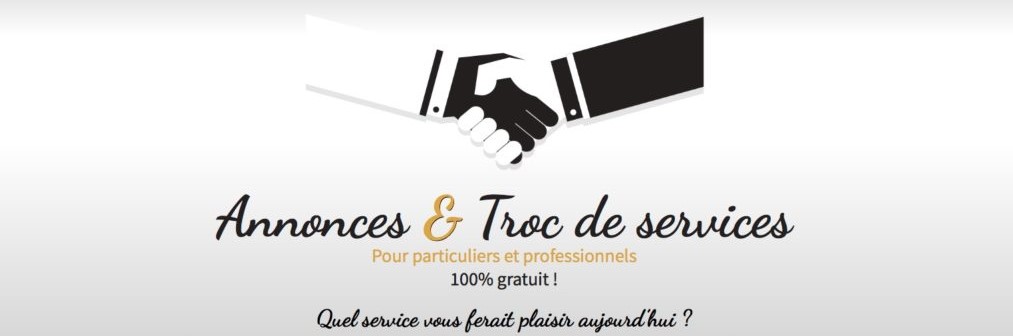 Annonces & Troc de services
Pour particuliers et professionnels
100% gratuit !
Quel service vous ferait plaisir aujourd'hui ?